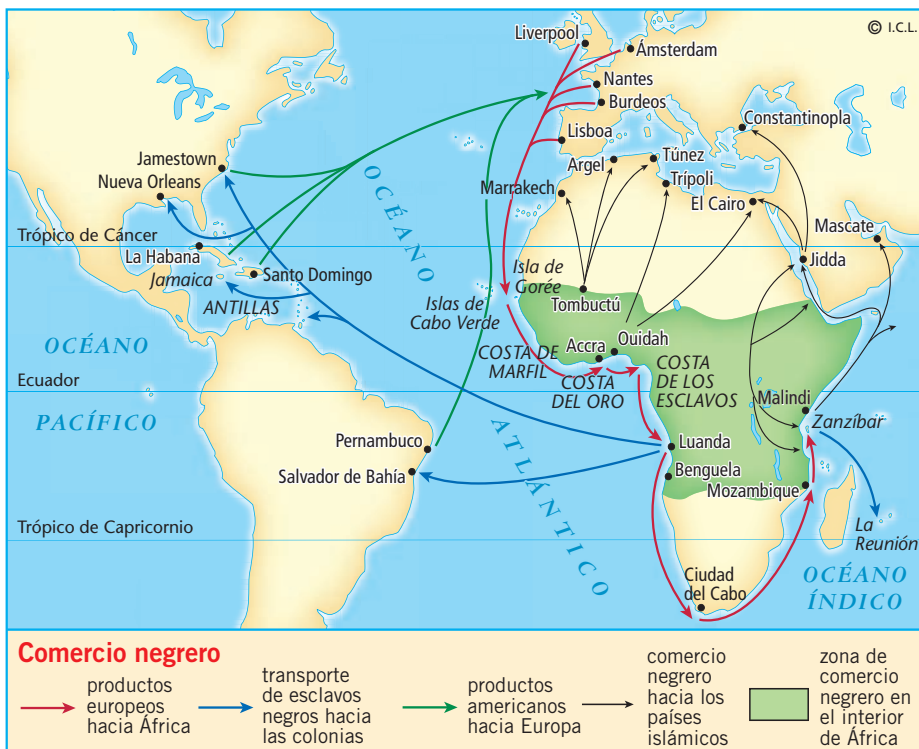 © I.C.L.
Liverpool
Ámsterdam
Nantes
Burdeos
Constantinopla
Lisboa
Jamestown
Argel
Túnez
Nueva Orleans
Marrakech
Trípoli
El Cairo
OCÉANO
Mascate
Trópico de Cáncer
La Habana
Jidda
Isla de
Gorée
Jamaica
Santo Domingo
Tombuctú
ANTILLAS
Islas de
Cabo Verde
Ouidah
OCÉANO
Accra
COSTA DE
MARFIL
COSTA
DE LOS
ESCLAVOS
Ecuador
COSTA
DEL ORO
Malindi
PACÍFICO
Zanzíbar
ATLÁNTICO
Pernambuco
Luanda
Salvador de Bahía
Benguela
Mozambique
Trópico de Capricornio
La
Reunión
Ciudad
del Cabo
OCÉANO
ÍNDICO
Comercio negrero
productos
europeos
hacia África
transporte
de esclavos
negros hacia
las colonias
productos
americanos
hacia Europa
comercio
negrero
hacia los
países
islámicos
zona de
comercio
negrero en
el interior
de África